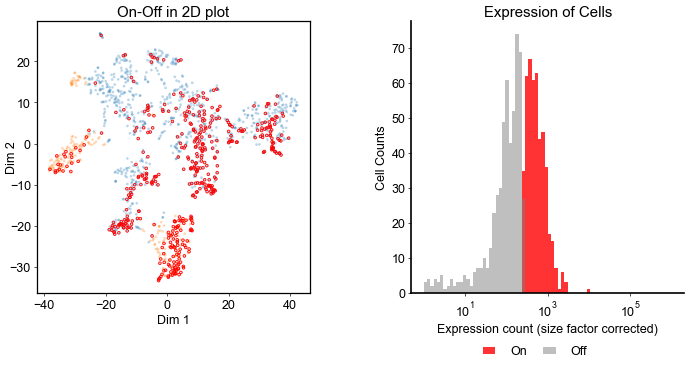 On-Off in 2D plot
Dim 2
20
10
0
−10
−20
−30
−40
−20
0
20
40
Dim 1
Expression of Cells
Cell Counts
70
60
50
40
30
20
10
0
10^1
10^3
10^5
Expression count (size factor corrected)
On
Off